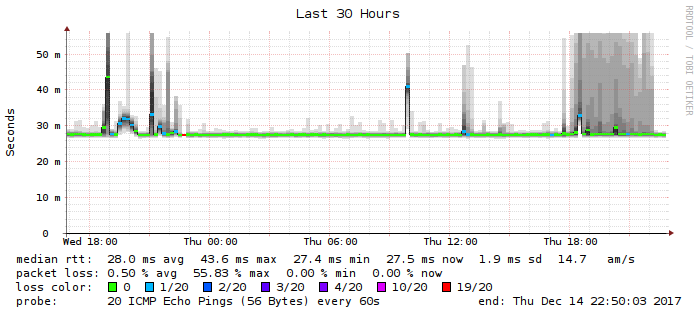 Last 30 Hours
RRDTOOL / TOBI OETIKER
Seconds
50 m
40 m
30 m
20 m
10 m
0
Wed 18:00 Thu 00:00 Thu 06:00 Thu 12:00 Thu 18:00
median rtt: 28.0 ms avg 43.6 ms max 27.4 ms min 27.5 ms now 1.9 ms sd 14.7 am/s
packet loss: 0.50 % avg 55.83 % max 0.00 % min 0.00 % now
loss color: 0 1/20 2/20 3/20 4/20 10/20 19/20
probe: 20 ICMP Echo Pings (56 Bytes) every 60s end: Thu Dec 14 22:50:03 2017